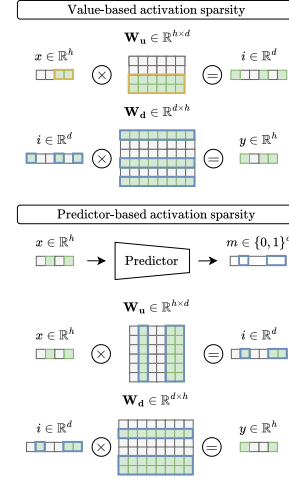 Value-based activation sparsity
x ∈ ℝ^h W_u ∈ ℝ^{h×d} i ∈ ℝ^d
⊗ =
i ∈ ℝ^d W_d ∈ ℝ^{d×h} y ∈ ℝ^h
⊗ =
Predictor-based activation sparsity
x ∈ ℝ^h m ∈ {0, 1}^d
Predictor
x ∈ ℝ^h W_u ∈ ℝ^{h×d} i ∈ ℝ^d
⊗ =
i ∈ ℝ^d W_d ∈ ℝ^{d×h} y ∈ ℝ^h
⊗ =